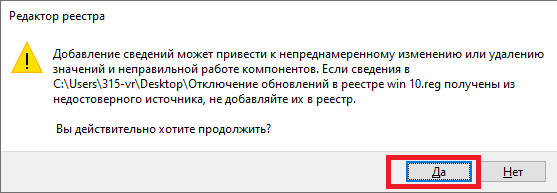 Редактор реестра
Добавление сведений может привести к непреднамеренному изменению или удалению
значений и неправильной работе компонентов. Если сведения в
C:\Users\315-vr\Desktop\Отключение обновлений в реестре win 10.reg получены из
недостоверного источника, не добавляйте их в реестр.
Вы действительно хотите продолжить?
Да Нет